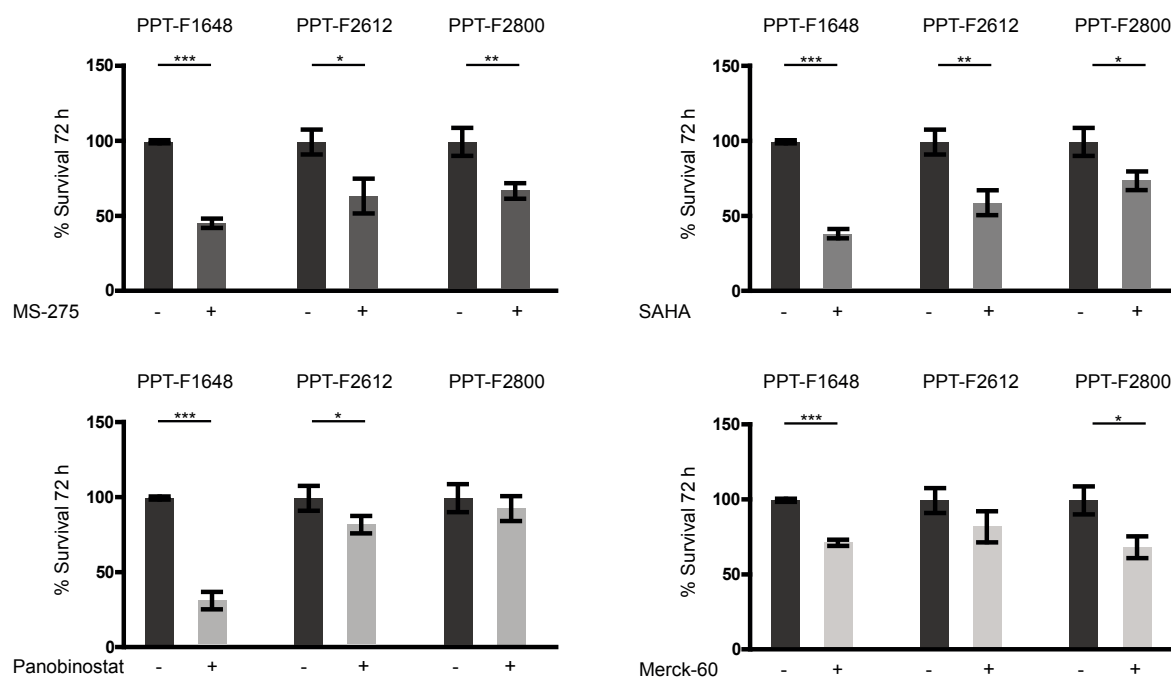 PPT-F1648 PPT-F2612 PPT-F2800
*** * **
150
100
50
0
% Survival 72 h
MS-275 - + - + - +
PPT-F1648 PPT-F2612 PPT-F2800
*** ** *
150
100
50
0
% Survival 72 h
SAHA - + - + - +
PPT-F1648 PPT-F2612 PPT-F2800
*** *
150
100
50
0
% Survival 72 h
Panobinostat - + - + - +
PPT-F1648 PPT-F2612 PPT-F2800
*** *
150
100
50
0
% Survival 72 h
Merck-60 - + - + - +